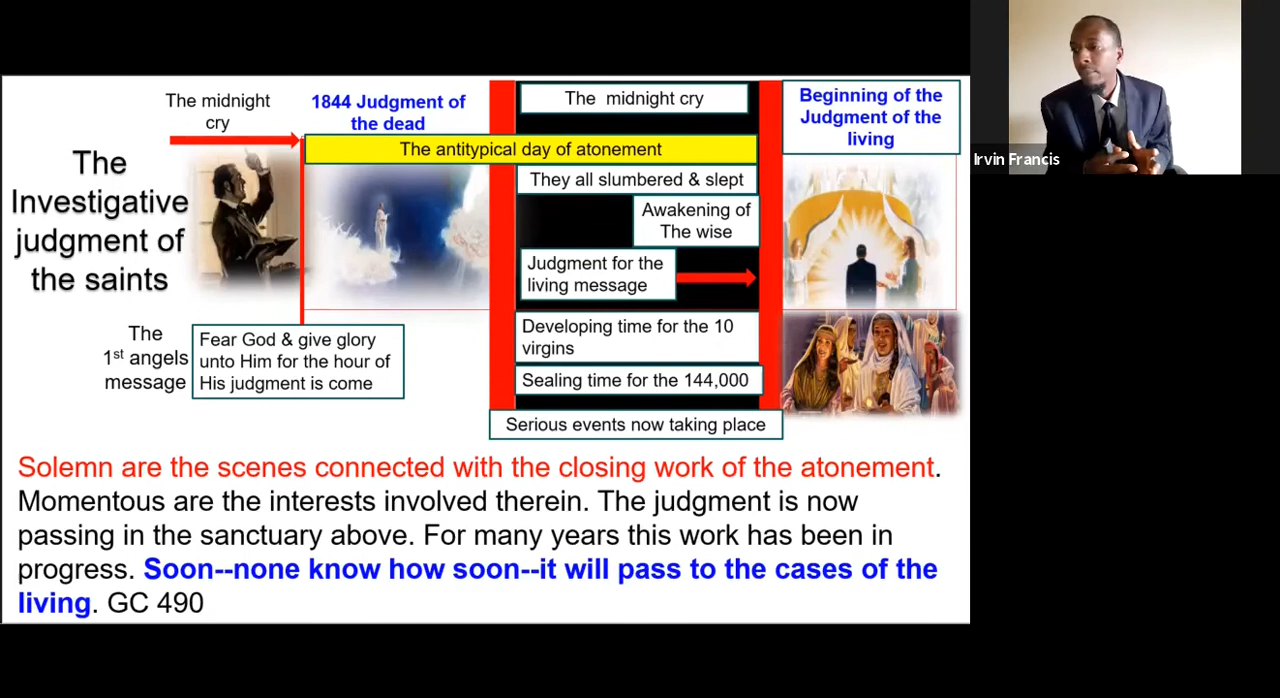 The midnight
cry
1844 Judgment of
the dead
The  midnight cry
Beginning of the
Judgment of the
living
The antitypical day of atonement
The
Investigative
judgment of
the saints
They all slumbered & slept
Awakening of
The wise
Judgment for the
living message
The
1st angels
message
Fear God & give glory
unto Him for the hour of
His judgment is come
Developing time for the 10
virgins
Sealing time for the 144,000
Serious events now taking place
Solemn are the scenes connected with the closing work of the atonement.
Momentous are the interests involved therein. The judgment is now
passing in the sanctuary above. For many years this work has been in
progress. Soon--none know how soon--it will pass to the cases of the
living. GC 490
Irvin Francis